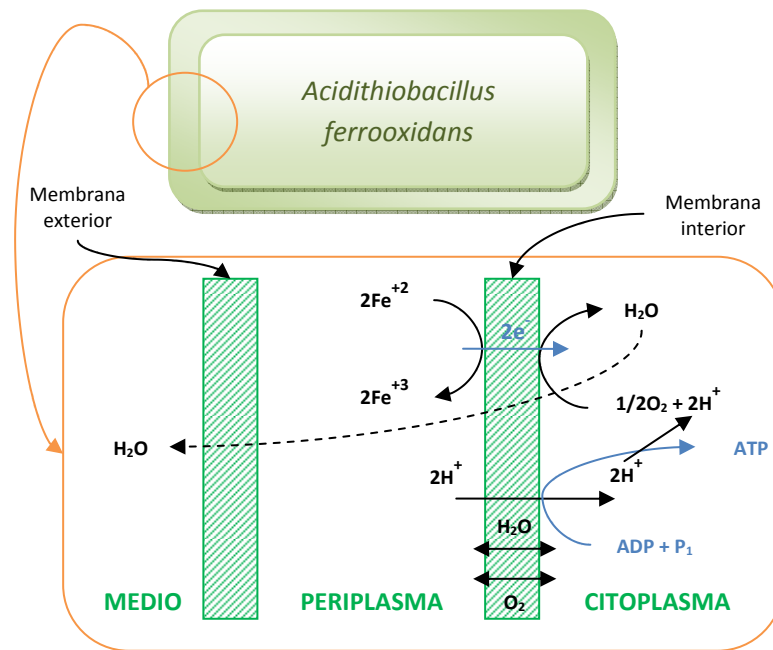 Acidithiobacillus
ferrooxidans
Membrana
exterior
Membrana
interior
2Fe⁺²
2e⁻
H₂O
2Fe⁺³
1/2O₂ + 2H⁺
H₂O
2H⁺
2H⁺
ATP
H₂O
ADP + P₁
O₂
MEDIO
PERIPLASMA
CITOPLASMA